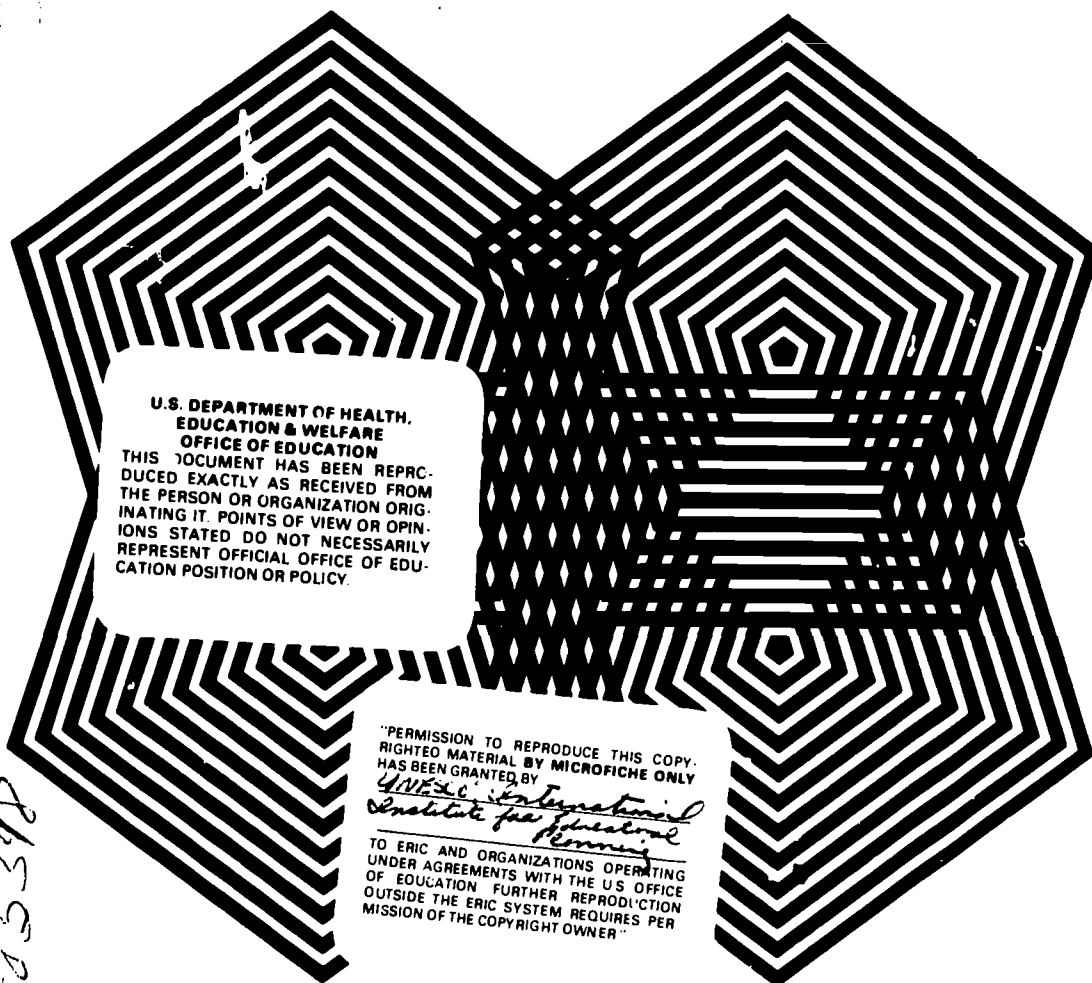 U.S. DEPARTMENT OF HEALTH,
EDUCATION & WELFARE
OFFICE OF EDUCATION
THIS DOCUMENT HAS BEEN REPRO-
DUCED EXACTLY AS RECEIVED FROM
THE PERSON OR ORGANIZATION ORIG-
INATING IT. POINTS OF VIEW OR OPIN-
IONS STATED DO NOT NECESSARILY
REPRESENT OFFICIAL OFFICE OF EDU-
CATION POSITION OR POLICY.
"PERMISSION TO REPRODUCE THIS COPY-
RIGHTED MATERIAL BY MICROFICHE ONLY
HAS BEEN GRANTED BY
Unesco: International
Institute for Educational
Planning
TO ERIC AND ORGANIZATIONS OPERATING
UNDER AGREEMENTS WITH THE US OFFICE
OF EDUCATION FURTHER REPRODUCTION
OUTSIDE THE ERIC SYSTEM REQUIRES PER
MISSION OF THE COPYRIGHT OWNER"